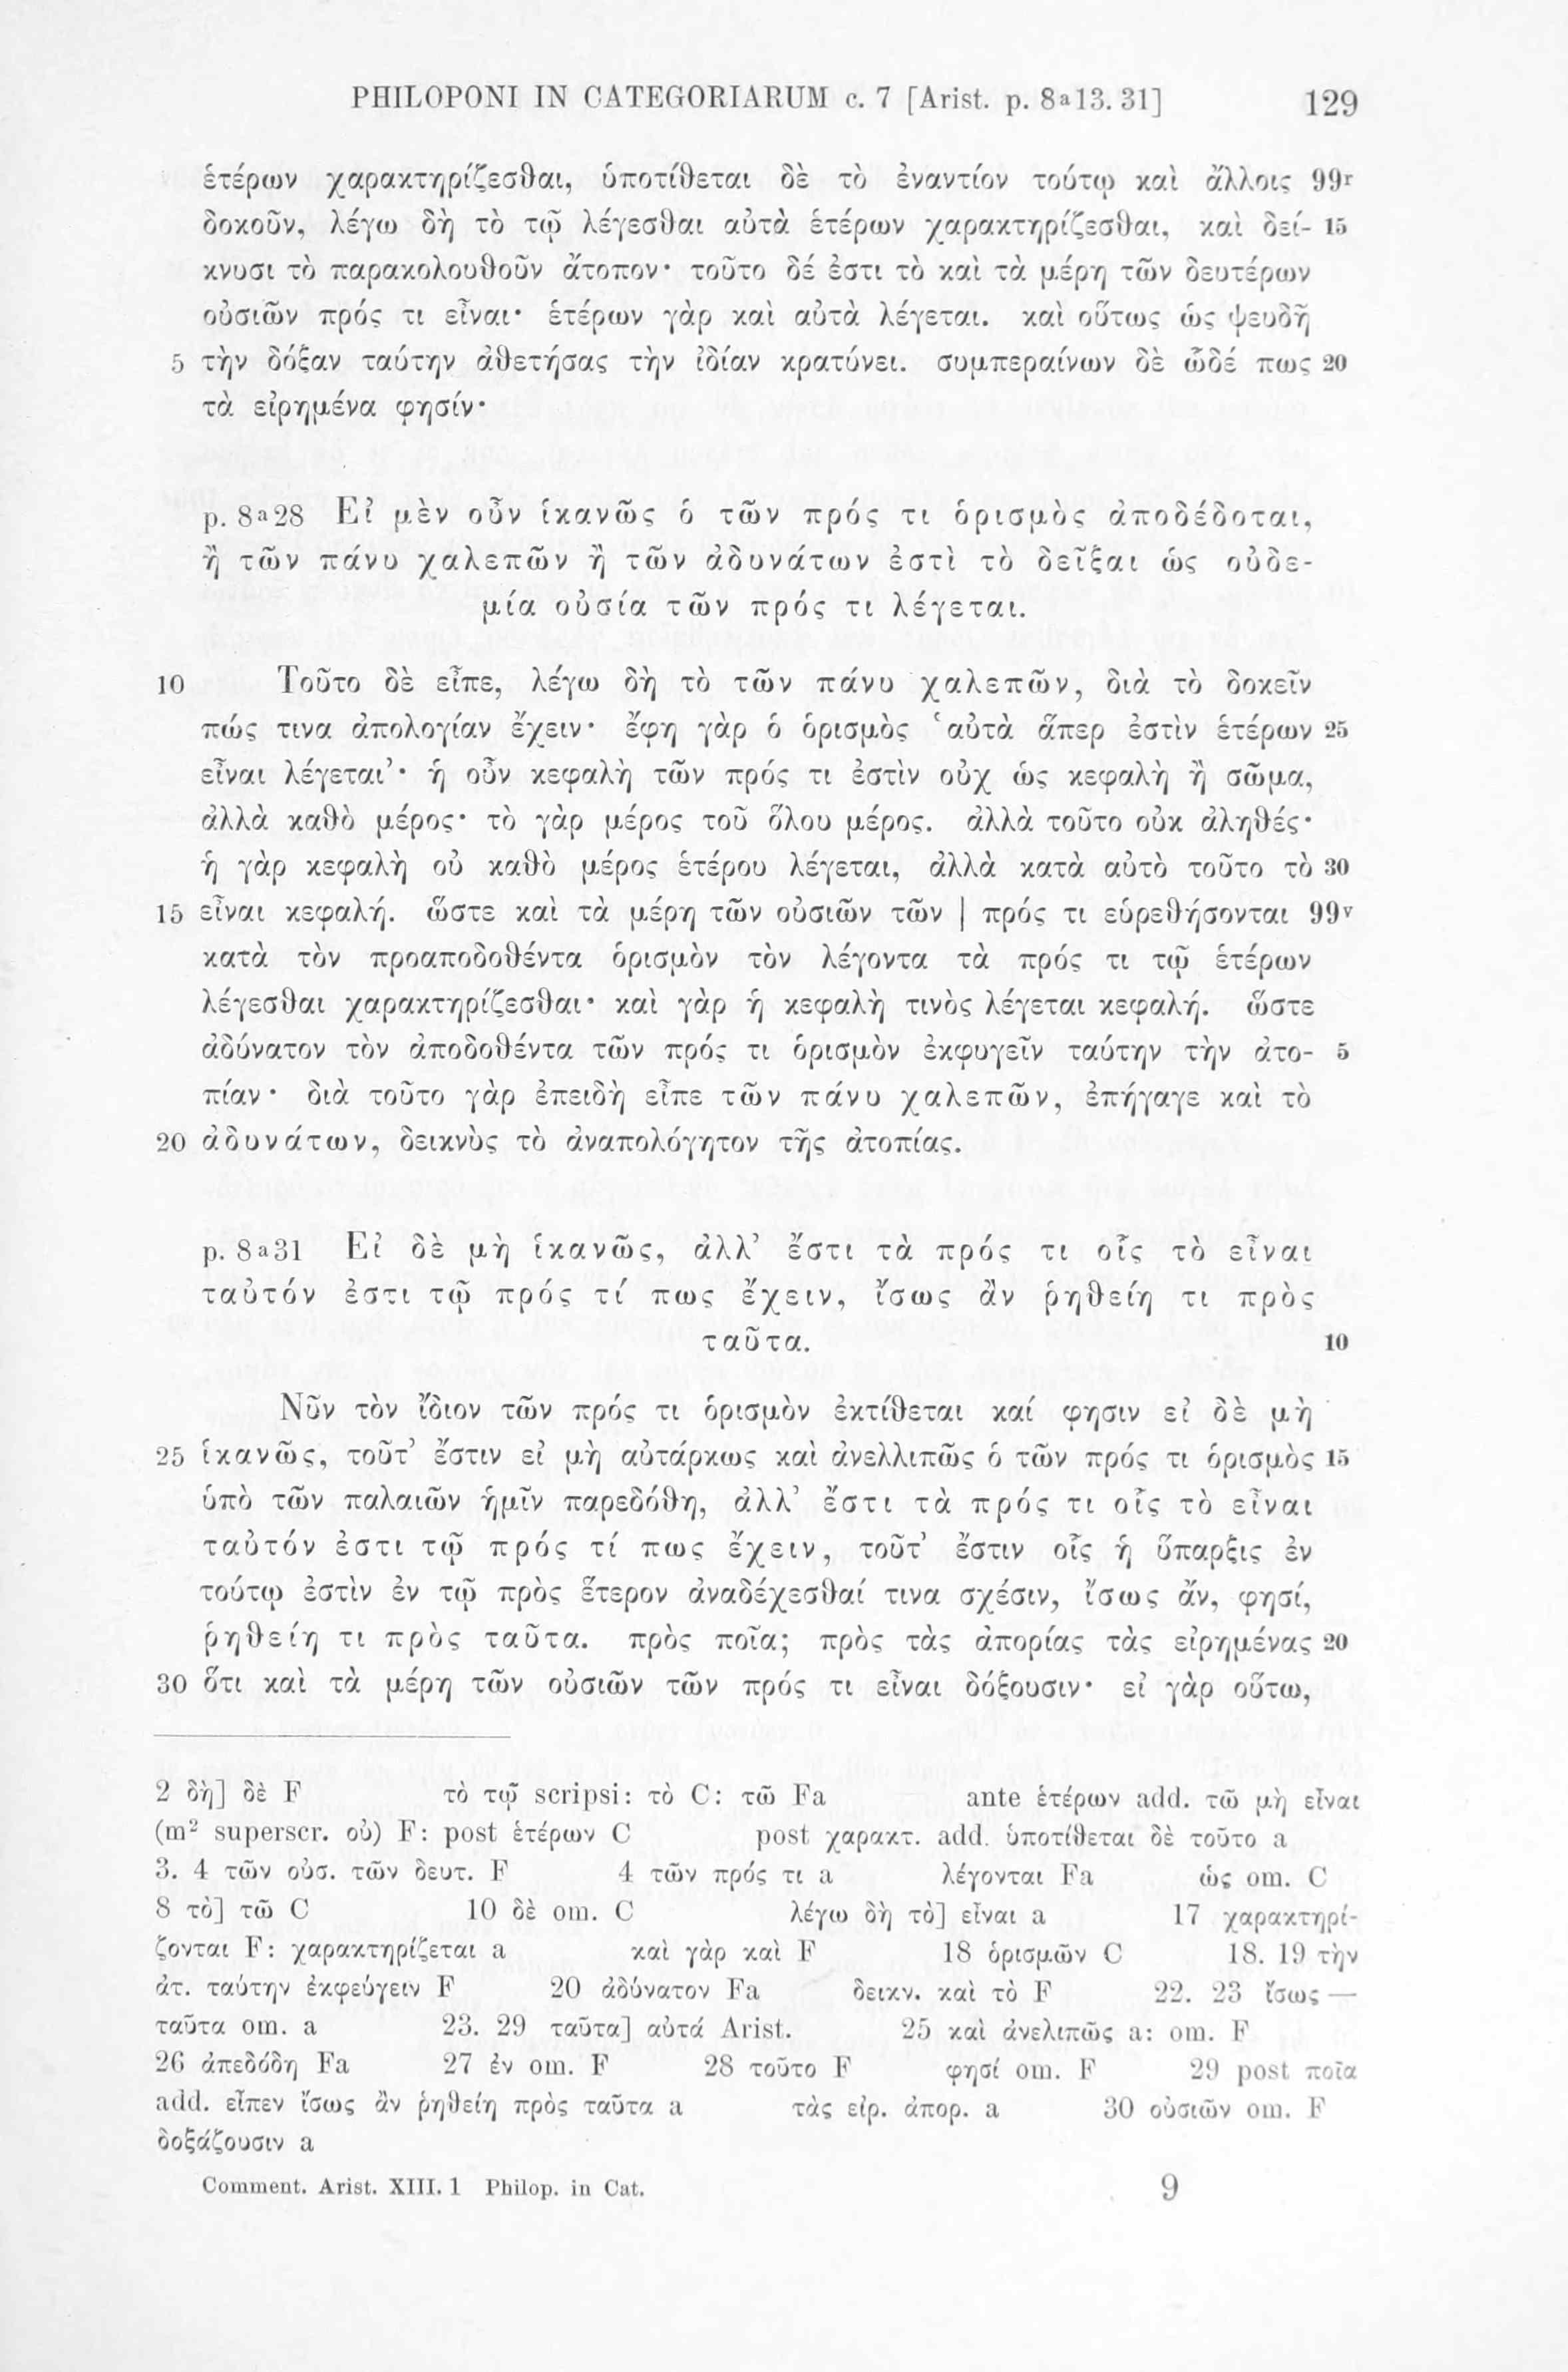 PHILOPONI IN CATEGORIARUM c. 7 [Arist. p. 8a13. 31] 129
ἑτέρων χαρακτηρίζεσθαι, ὑποτίθεται δὲ τὸ ἐναντίον τούτῳ καὶ ἄλλοις 99r
δοκοῦν, λέγω δὴ τὸ τῷ λέγεσθαι αὐτὰ ἑτέρων χαρακτηρίζεσθαι, καὶ δεί- 15
κνυσι τὸ παρακολουθοῦν ἄτοπον· τοῦτο δέ ἐστι τὸ καὶ τὰ μέρη τῶν δευτέρων
οὐσιῶν πρός τι εἶναι· ἑτέρων γὰρ καὶ αὐτὰ λέγεται. καὶ οὕτως ὡς ψευδῆ
5 τὴν δόξαν ταύτην ἀθετήσας τὴν ἰδίαν κρατύνει. συμπεραίνων δὲ ὧδέ πως 20
τὰ εἰρημένα φησίν·
p. 8a28 Εἰ μὲν οὖν ἱκανῶς ὁ τῶν πρός τι ὁρισμὸς ἀποδέδοται,
ἢ τῶν πάνυ χαλεπῶν ἢ τῶν ἀδυνάτων ἐστὶ τὸ δεῖξαι ὡς οὐδε-
μία οὐσία τῶν πρός τι λέγεται.
10 Τοῦτο δὲ εἶπε, λέγω δὴ τὸ τῶν πάνυ χαλεπῶν, διὰ τὸ δοκεῖν
πώς τινα ἀπολογίαν ἔχειν· ἔφη γὰρ ὁ ὁρισμὸς ‘αὐτὰ ἅπερ ἐστὶν ἑτέρων 25
εἶναι λέγεται’· ἡ οὖν κεφαλὴ τῶν πρός τι ἐστὶν οὐχ ὡς κεφαλὴ ἢ σῶμα,
ἀλλὰ καθὸ μέρος· τὸ γὰρ μέρος τοῦ ὅλου μέρος. ἀλλὰ τοῦτο οὐκ ἀληθές·
ἡ γὰρ κεφαλὴ οὐ καθὸ μέρος ἑτέρου λέγεται, ἀλλὰ κατὰ αὐτὸ τοῦτο τὸ 30
15 εἶναι κεφαλή. ὥστε καὶ τὰ μέρη τῶν οὐσιῶν τῶν | πρός τι εὑρεθήσονται 99v
κατὰ τὸν προαποδοθέντα ὁρισμὸν τὸν λέγοντα τὰ πρός τι τῷ ἑτέρων
λέγεσθαι χαρακτηρίζεσθαι· καὶ γὰρ ἡ κεφαλὴ τινὸς λέγεται κεφαλή. ὥστε
ἀδύνατον τὸν ἀποδοθέντα τῶν πρός τι ὁρισμὸν ἐκφυγεῖν ταύτην τὴν ἀτο- 5
πίαν· διὰ τοῦτο γὰρ ἐπειδὴ εἶπε τῶν πάνυ χαλεπῶν, ἐπήγαγε καὶ τὸ
20 ἀδυνάτων, δεικνὺς τὸ ἀναπολόγητον τῆς ἀτοπίας.
p. 8a31 Εἰ δὲ μὴ ἱκανῶς, ἀλλ’ ἔστι τὰ πρός τι οἷς τὸ εἶναι
ταὐτόν ἐστι τῷ πρός τί πως ἔχειν, ἴσως ἂν ῥηθείη τι πρὸς
ταῦτα. 10
Νῦν τὸν ἴδιον τῶν πρός τι ὁρισμὸν ἐκτίθεται καί φησιν εἰ δὲ μὴ
25 ἱκανῶς, τοῦτ’ ἔστιν εἰ μὴ αὐτάρκως καὶ ἀνελλιπῶς ὁ τῶν πρός τι ὁρισμὸς 15
ὑπὸ τῶν παλαιῶν ἡμῖν παρεδόθη, ἀλλ’ ἔστι τὰ πρός τι οἷς τὸ εἶναι
ταὐτόν ἐστι τῷ πρός τί πως ἔχειν, τοῦτ’ ἔστιν οἷς ἡ ὕπαρξις ἐν
τούτῳ ἐστὶν ἐν τῷ πρὸς ἕτερον ἀναδέχεσθαί τινα σχέσιν, ἴσως ἄν, φησί,
ῥηθείη τι πρὸς ταῦτα. πρὸς ποῖα; πρὸς τὰς ἀπορίας τὰς εἰρημένας 20
30 ὅτι καὶ τὰ μέρη τῶν οὐσιῶν τῶν πρός τι εἶναι δόξουσιν· εἰ γὰρ οὕτω,
2 δὴ] δὲ F τὸ τῷ scripsi: τὸ C: τῶ Fa ante ἑτέρων add. τῶ μὴ εἶναι
(m² superscr. οὐ) F: post ἑτέρων C post χαρακτ. add. ὑποτίθεται δὲ τοῦτο a
3. 4 τῶν οὐσ. τῶν δευτ. F 4 τῶν πρός τι a λέγονται Fa ὡς om. C
8 τὸ] τῶ C 10 δὲ om. C λέγω δὴ τὸ] εἶναι a 17 χαρακτηρί-
ζονται F: χαρακτηρίζεται a καὶ γὰρ καὶ F 18 ὁρισμῶν C 18. 19 τὴν
ἀτ. ταύτην ἐκφεύγειν F 20 ἀδύνατον Fa δεικν. καὶ τὸ F 22. 23 ἴσως —
ταῦτα om. a 23. 29 ταῦτα] αὐτά Arist. 25 καὶ ἀνελιπῶς a: om. F
26 ἀπεδόδη Fa 27 ἐν om. F 28 τοῦτο F φησί om. F 29 post ποῖα
add. εἶπεν ἴσως ἂν ῥηθείη πρὸς ταῦτα a τὰς εἰρ. ἀπορ. a 30 οὐσιῶν om. F
δοξάζουσιν a
Comment. Arist. XIII. 1 Philop. in Cat. 9